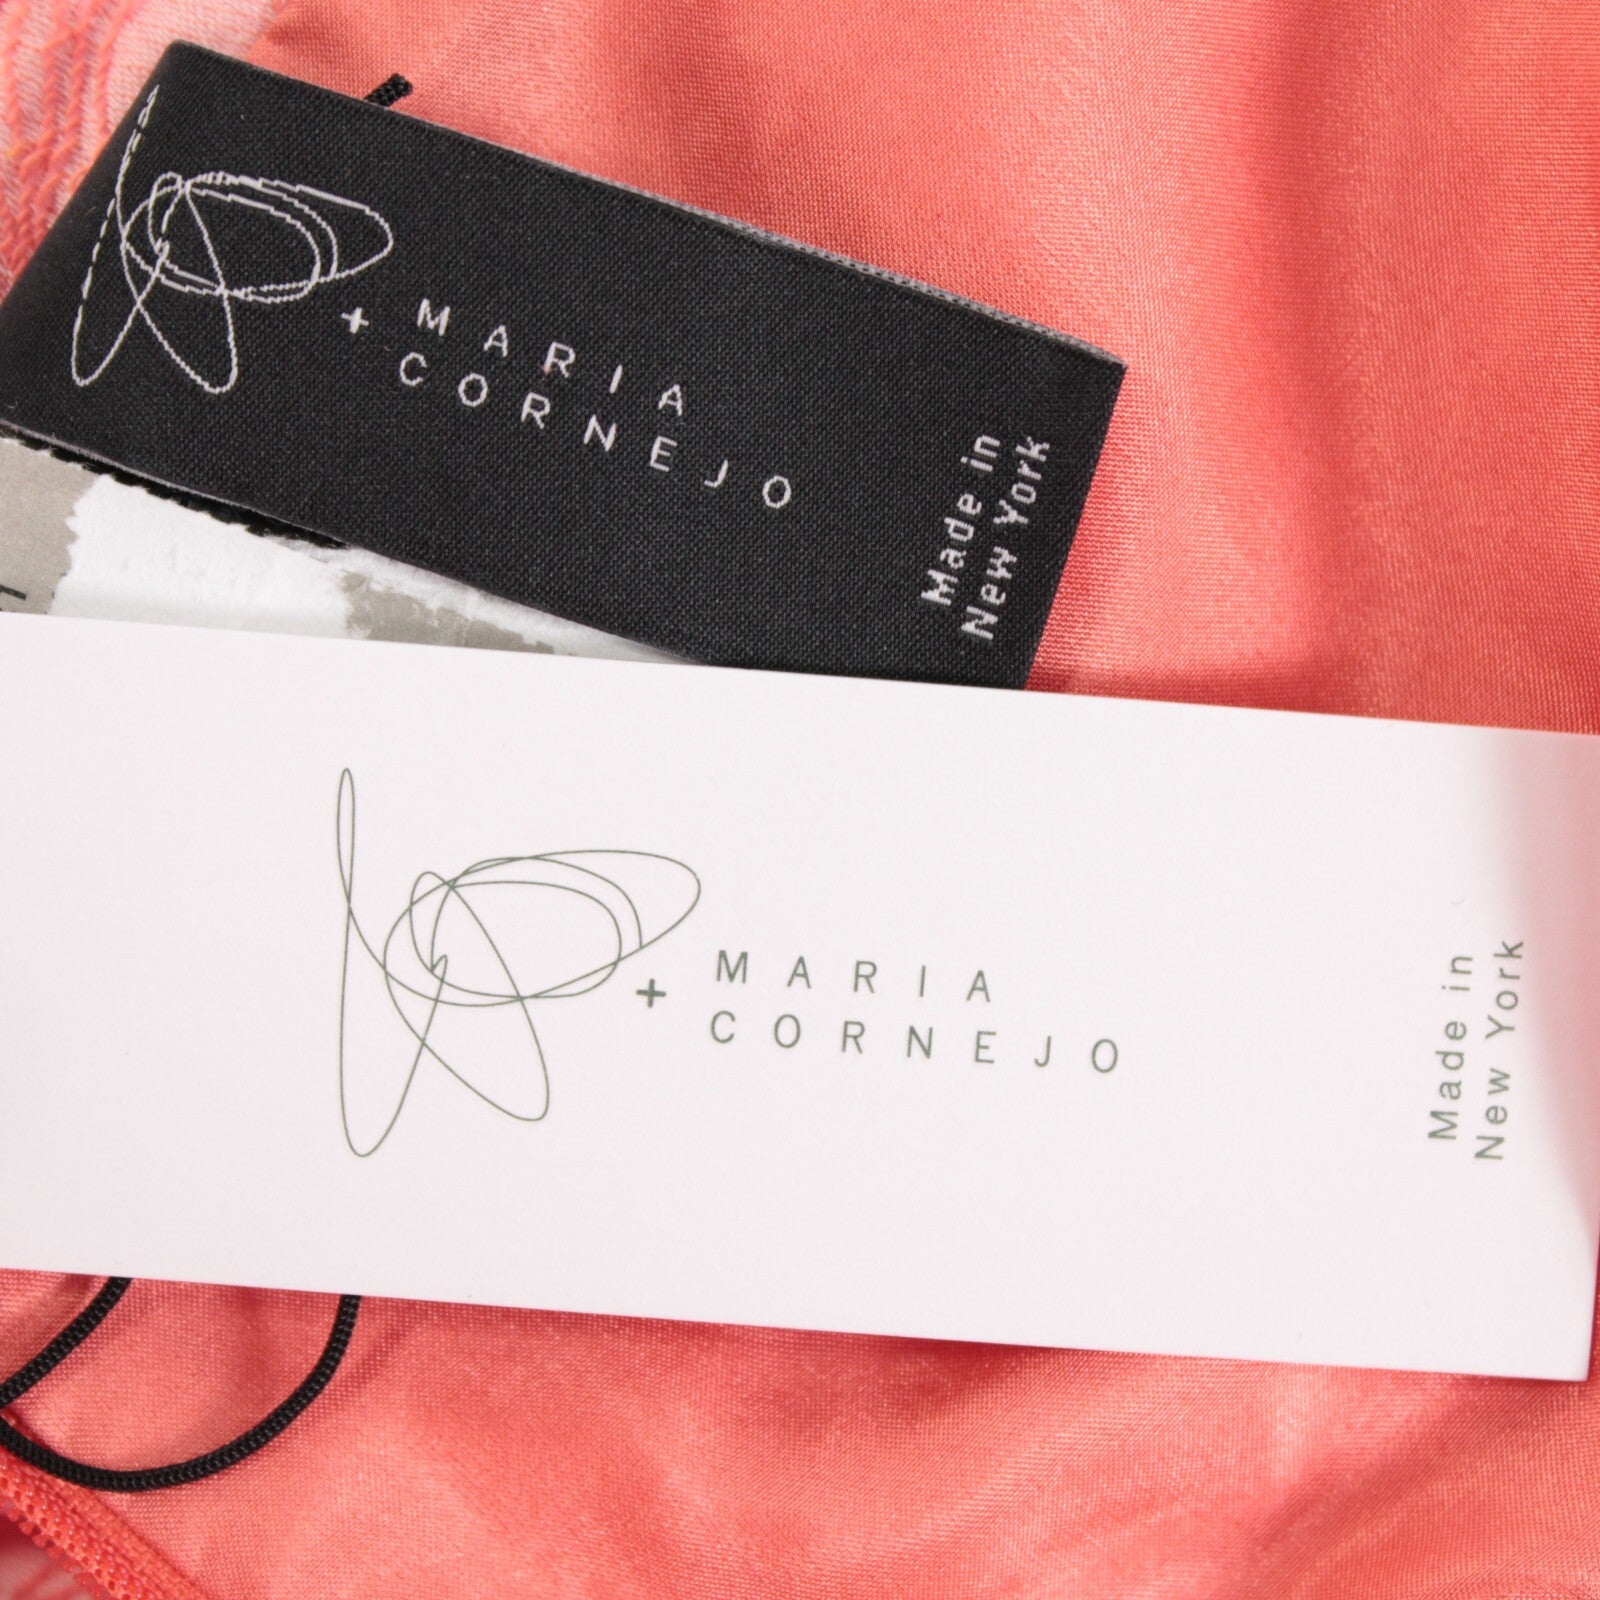 + MARIA
CORNEJO
Made in
New York
+ MARIA
CORNEJO
Made in
New York